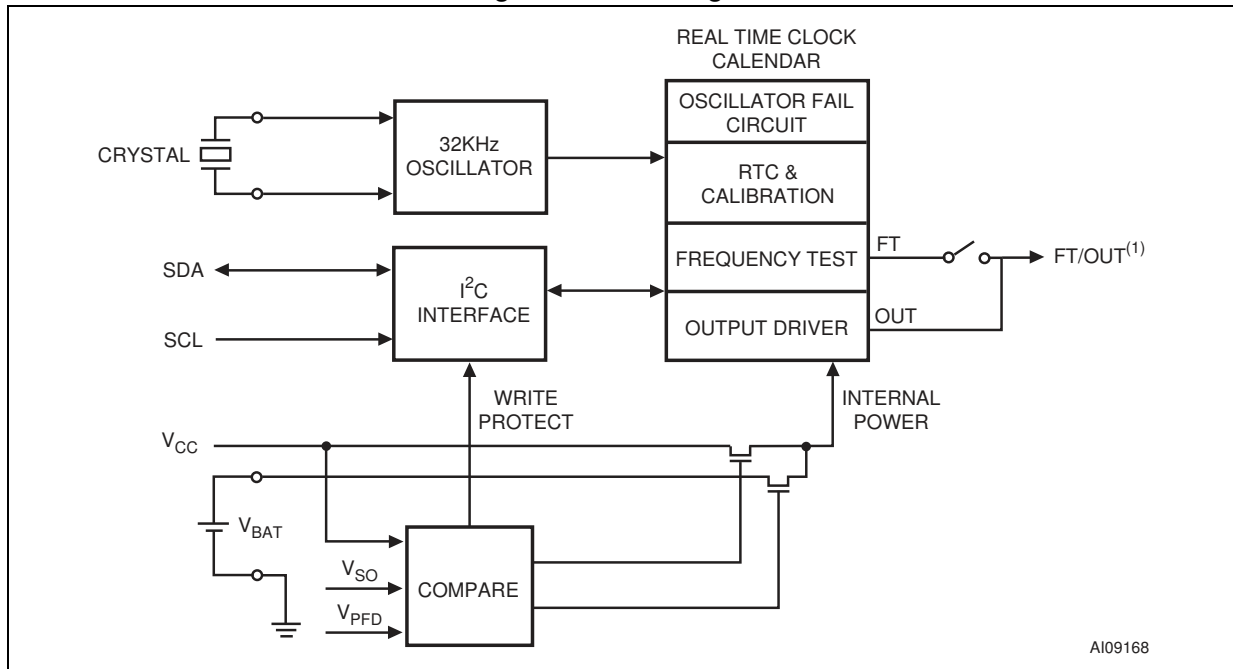 REAL TIME CLOCK
CALENDAR
OSCILLATOR FAIL
CIRCUIT
CRYSTAL
32KHz
OSCILLATOR
RTC &
CALIBRATION
FREQUENCY TEST
FT
FT/OUT(1)
SDA
I2C
INTERFACE
SCL
OUTPUT DRIVER
OUT
WRITE
PROTECT
INTERNAL
POWER
VCC
VBAT
VSO
COMPARE
VPFD
AI09168